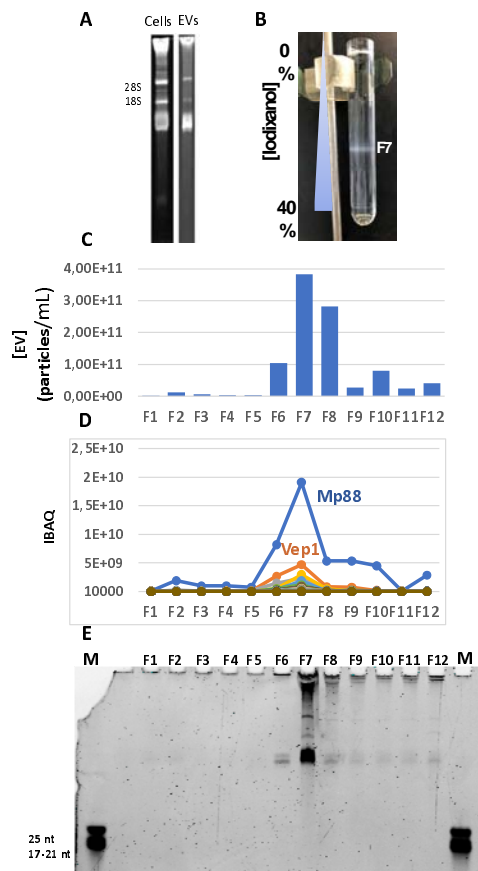 A
Cells EVs
28S
18S
B
0
%
[Iodixanol]
F7
40
%
C
[EV]
(particles/mL)
4,00E+11
3,00E+11
2,00E+11
1,00E+11
0,00E+00
F1 F2 F3 F4 F5 F6 F7 F8 F9 F10 F11 F12
D
IBAQ
2,5E+10
2E+10
1,5E+10
1E+10
5E+09
10000
Mp88
Vep1
F1 F2 F3 F4 F5 F6 F7 F8 F9 F10 F11 F12
E
M F1 F2 F3 F4 F5 F6 F7 F8 F9 F10 F11 F12 M
25 nt
17-21 nt